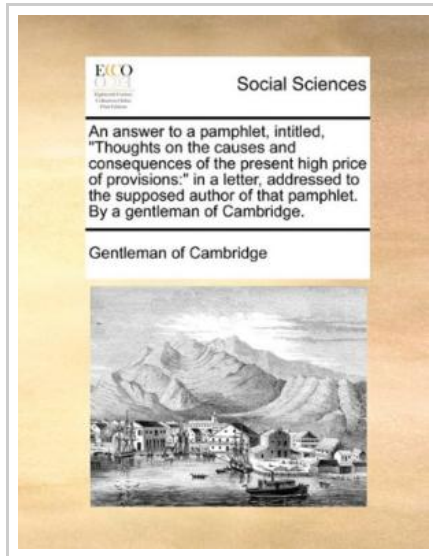 ECCO
Social Sciences
An answer to a pamphlet, intitled,
"Thoughts on the causes and
consequences of the present high price
of provisions:" in a letter, addressed to
the supposed author of that pamphlet.
By a gentleman of Cambridge.
Gentleman of Cambridge